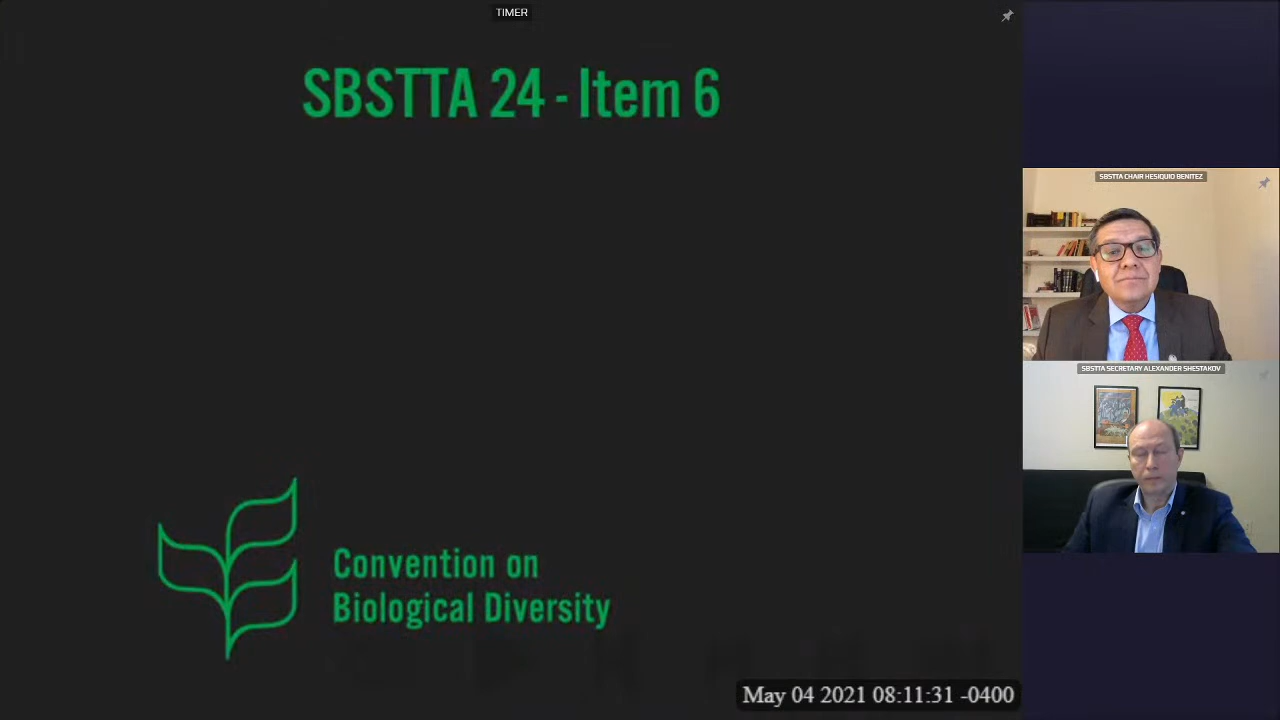 TIMER
SBSTTA 24 - Item 6
SBSTTA CHAIR HESIQUIO BENITEZ
SBSTTA SECRETARY ALEXANDER SHESTAKOV
Convention on
Biological Diversity
May 04 2021 08:11:31 -0400